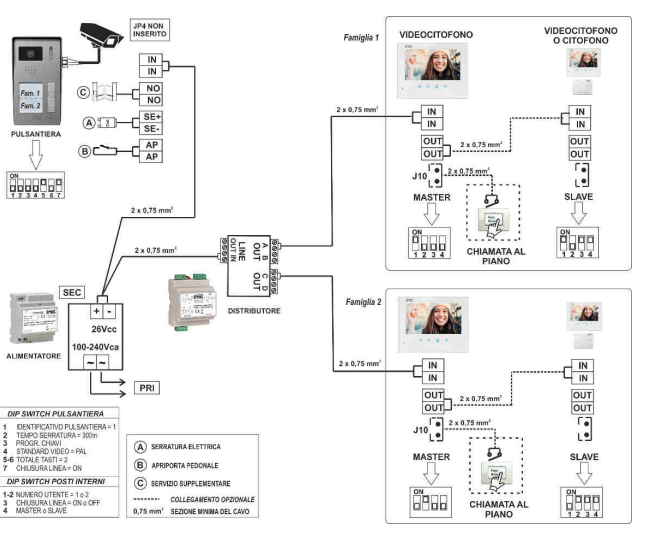 JP4 NON
INSERITO
IN
IN
C
NO
NO
A
SE+
SE-
B
AP
AP
Fam. 1
Fam. 2
PULSANTIERA
ON
1 2 3 4 5 6 7
2 x 0,75 mm²
2 x 0,75 mm²
SEC
+ -
26Vcc
100-240Vca
~ ~
ALIMENTATORE
PRI
LINE
OUT IN
OUT
A B
OUT
C D
DISTRIBUTORE
Famiglia 1
VIDEOCITOFONO
VIDEOCITOFONO
O CITOFONO
2 x 0,75 mm²
IN
IN
OUT
OUT
2 x 0,75 mm²
IN
IN
OUT
OUT
J10
2 x 0,75 mm²
MASTER
SLAVE
ON
1 2 3 4
CHIAMATA AL
PIANO
ON
1 2 3 4
Famiglia 2
2 x 0,75 mm²
IN
IN
OUT
OUT
2 x 0,75 mm²
IN
IN
OUT
OUT
J10
2 x 0,75 mm²
MASTER
SLAVE
ON
1 2 3 4
CHIAMATA AL
PIANO
ON
1 2 3 4
DIP SWITCH PULSANTIERA
1 IDENTIFICATIVO PULSANTIERA = 1
2 TEMPO SERRATURA = 300m
3 PROGR. CHIAVI
4 STANDARD VIDEO = PAL
5-6 TOTALE TASTI = 2
7 CHIUSURA LINEA = ON
DIP SWITCH POSTI INTERNI
1-2 NUMERO UTENTE = 1 o 2
3 CHIUSURA LINEA = ON o OFF
4 MASTER o SLAVE
A SERRATURA ELETTRICA
B APRIPORTA PEDONALE
C SERVIZIO SUPPLEMENTARE
COLLEGAMENTO OPZIONALE
0,75 mm² SEZIONE MINIMA DEL CAVO